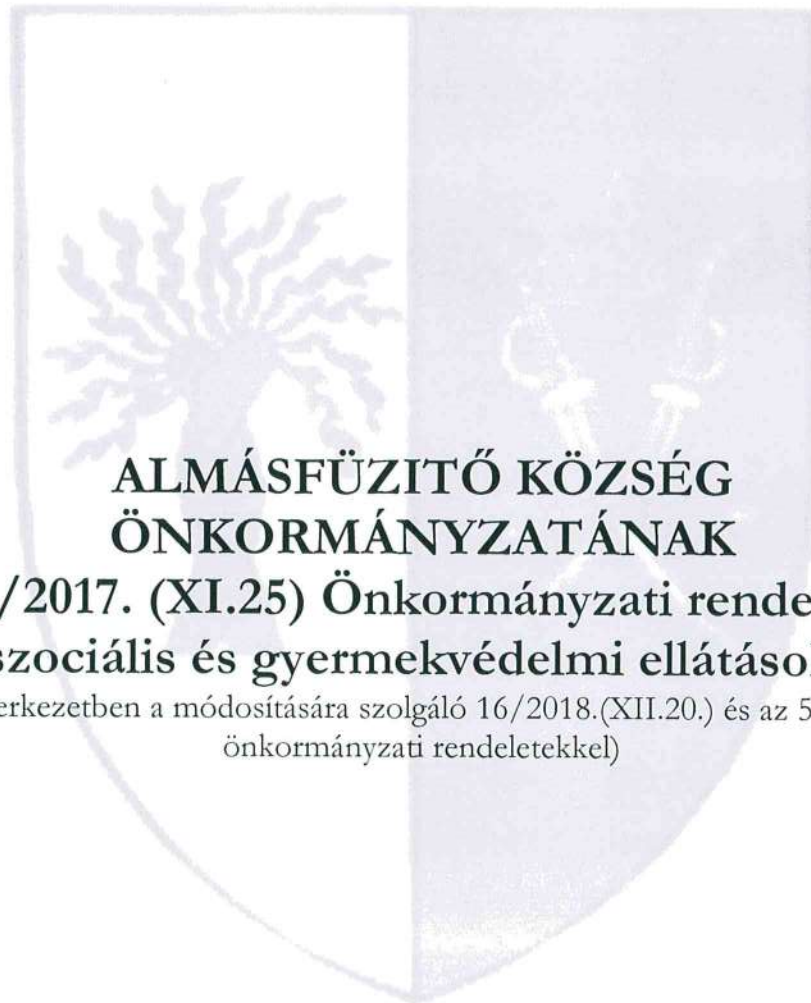 ALMÁSFÜZITŐ KÖZSÉG
ÖNKORMÁNYZATÁNAK
/2017. (XI.25) Önkormányzati rende
szociális és gyermekvédelmi ellátáso
erkezetben a módosítására szolgáló 16/2018.(XII.20.) és az 5
önkormányzati rendeletekkel)